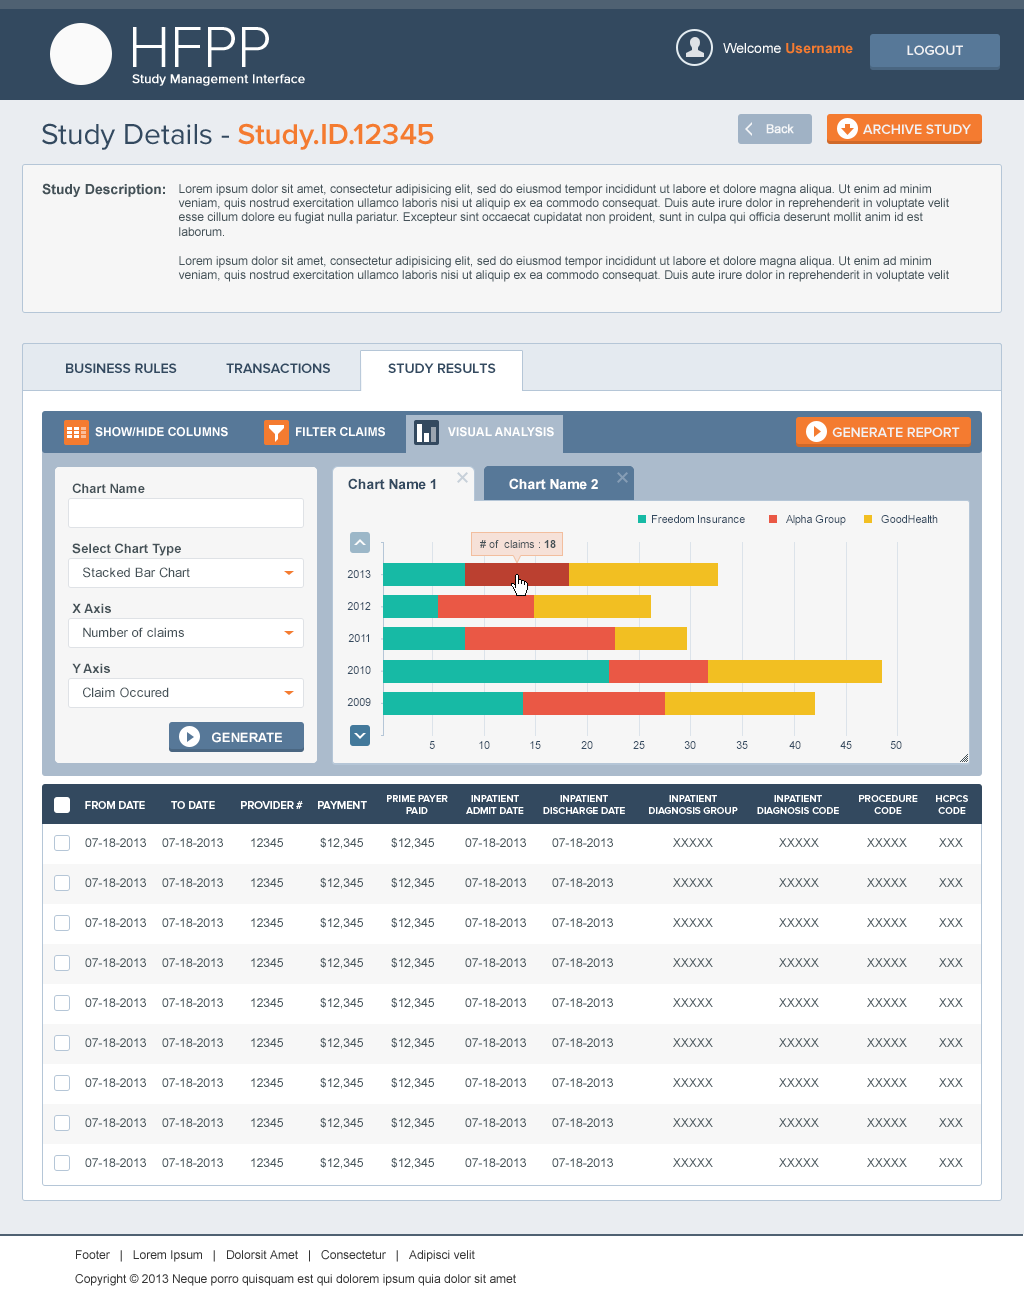 HFPP
Study Management Interface
Welcome Username
LOGOUT
Study Details - Study.ID.12345
Back
ARCHIVE STUDY
Study Description:
Lorem ipsum dolor sit amet, consectetur adipisicing elit, sed do eiusmod tempor incididunt ut labore et dolore magna aliqua. Ut enim ad minim
veniam, quis nostrud exercitation ullamco laboris nisi ut aliquip ex ea commodo consequat. Duis aute irure dolor in reprehenderit in voluptate velit
esse cillum dolore eu fugiat nulla pariatur. Excepteur sint occaecat cupidatat non proident, sunt in culpa qui officia deserunt mollit anim id est
laborum.
Lorem ipsum dolor sit amet, consectetur adipisicing elit, sed do eiusmod tempor incididunt ut labore et dolore magna aliqua. Ut enim ad minim
veniam, quis nostrud exercitation ullamco laboris nisi ut aliquip ex ea commodo consequat. Duis aute irure dolor in reprehenderit in voluptate velit
BUSINESS RULES TRANSACTIONS STUDY RESULTS
SHOW/HIDE COLUMNS FILTER CLAIMS VISUAL ANALYSIS GENERATE REPORT
Chart Name
Select Chart Type
Stacked Bar Chart
X Axis
Number of claims
Y Axis
Claim Occured
GENERATE
Chart Name 1 Chart Name 2
Freedom Insurance Alpha Group GoodHealth
# of claims : 18
2013
2012
2011
2010
2009
5 10 15 20 25 30 35 40 45 50
FROM DATE TO DATE PROVIDER # PAYMENT PRIME PAYER PAID INPATIENT ADMIT DATE INPATIENT DISCHARGE DATE INPATIENT DIAGNOSIS GROUP INPATIENT DIAGNOSIS CODE PROCEDURE CODE HCPCS CODE
07-18-2013 07-18-2013 12345 $12,345 $12,345 07-18-2013 07-18-2013 XXXXX XXXXX XXXXX XXX
07-18-2013 07-18-2013 12345 $12,345 $12,345 07-18-2013 07-18-2013 XXXXX XXXXX XXXXX XXX
07-18-2013 07-18-2013 12345 $12,345 $12,345 07-18-2013 07-18-2013 XXXXX XXXXX XXXXX XXX
07-18-2013 07-18-2013 12345 $12,345 $12,345 07-18-2013 07-18-2013 XXXXX XXXXX XXXXX XXX
07-18-2013 07-18-2013 12345 $12,345 $12,345 07-18-2013 07-18-2013 XXXXX XXXXX XXXXX XXX
07-18-2013 07-18-2013 12345 $12,345 $12,345 07-18-2013 07-18-2013 XXXXX XXXXX XXXXX XXX
07-18-2013 07-18-2013 12345 $12,345 $12,345 07-18-2013 07-18-2013 XXXXX XXXXX XXXXX XXX
07-18-2013 07-18-2013 12345 $12,345 $12,345 07-18-2013 07-18-2013 XXXXX XXXXX XXXXX XXX
07-18-2013 07-18-2013 12345 $12,345 $12,345 07-18-2013 07-18-2013 XXXXX XXXXX XXXXX XXX
Footer | Lorem Ipsum | Dolorsit Amet | Consectetur | Adipisci velit
Copyright © 2013 Neque porro quisquam est qui dolorem ipsum quia dolor sit amet